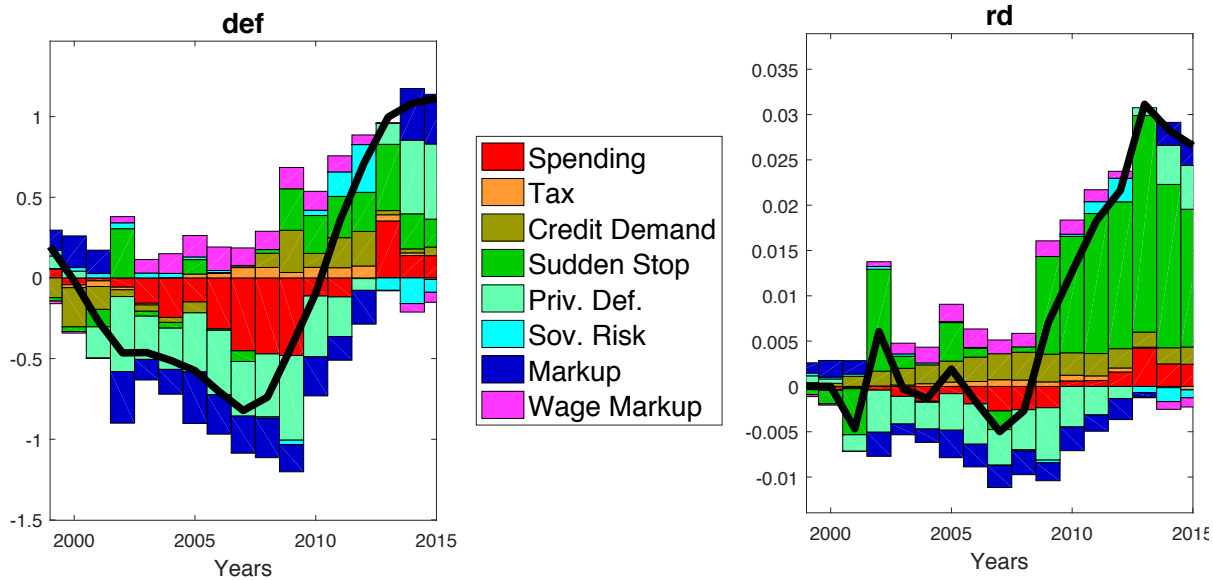 def
1
0.5
0
-0.5
-1
-1.5
2000
2005
2010
2015
Years
Spending
Tax
Credit Demand
Sudden Stop
Priv. Def.
Sov. Risk
Markup
Wage Markup
rd
0.035
0.03
0.025
0.02
0.015
0.01
0.005
0
-0.005
-0.01
2000
2005
2010
2015
Years